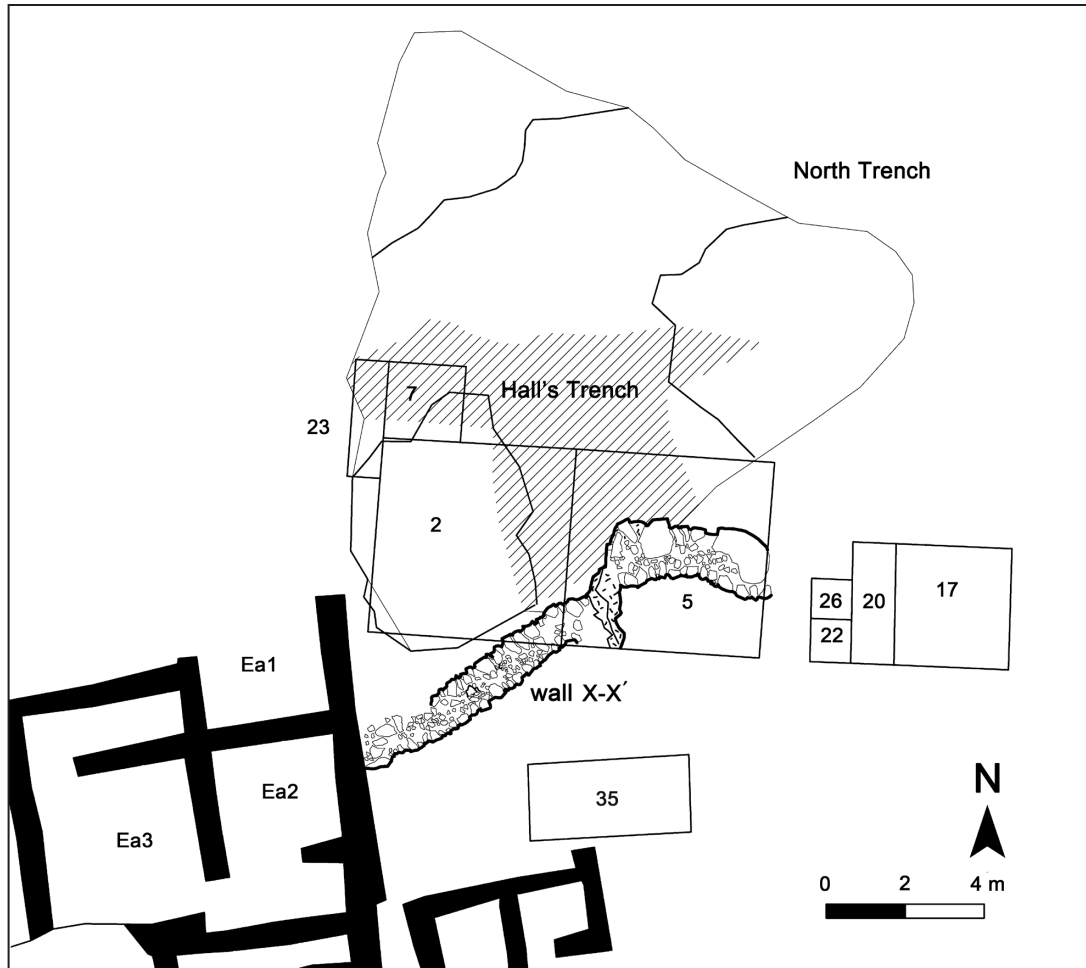 North Trench
Hall's Trench
7
23
2
5
26
20
17
22
Ea1
wall X-X′
Ea2
35
Ea3
N
0 2 4 m